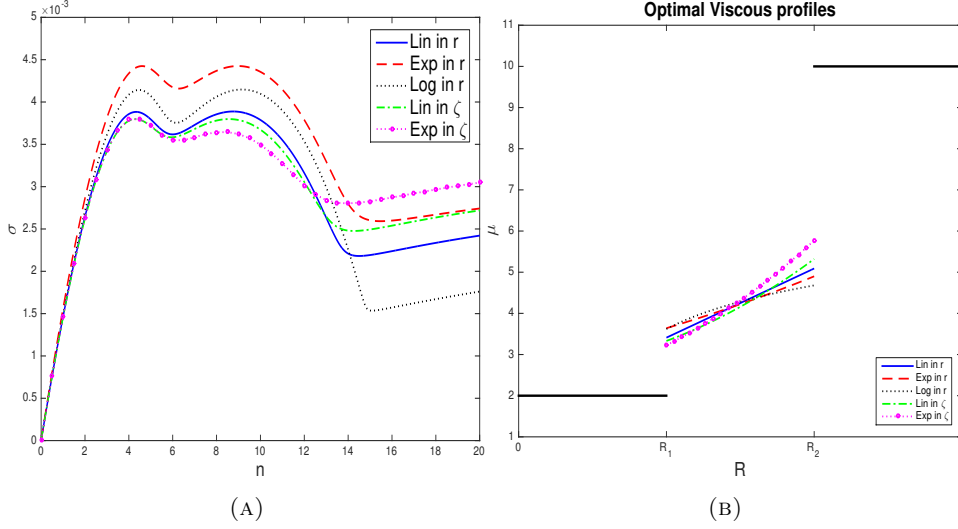 5 ×10⁻³
4.5
4
3.5
3
2.5
2
1.5
1
0.5
0
σ
0 2 4 6 8 10 12 14 16 18 20
n
Lin in r
Exp in r
Log in r
Lin in ζ
Exp in ζ
(A)
Optimal Viscous profiles
11
10
9
8
7
6
5
4
3
2
1
μ
0 R₁ R₂
R
Lin in r
Exp in r
Log in r
Lin in ζ
Exp in ζ
(B)